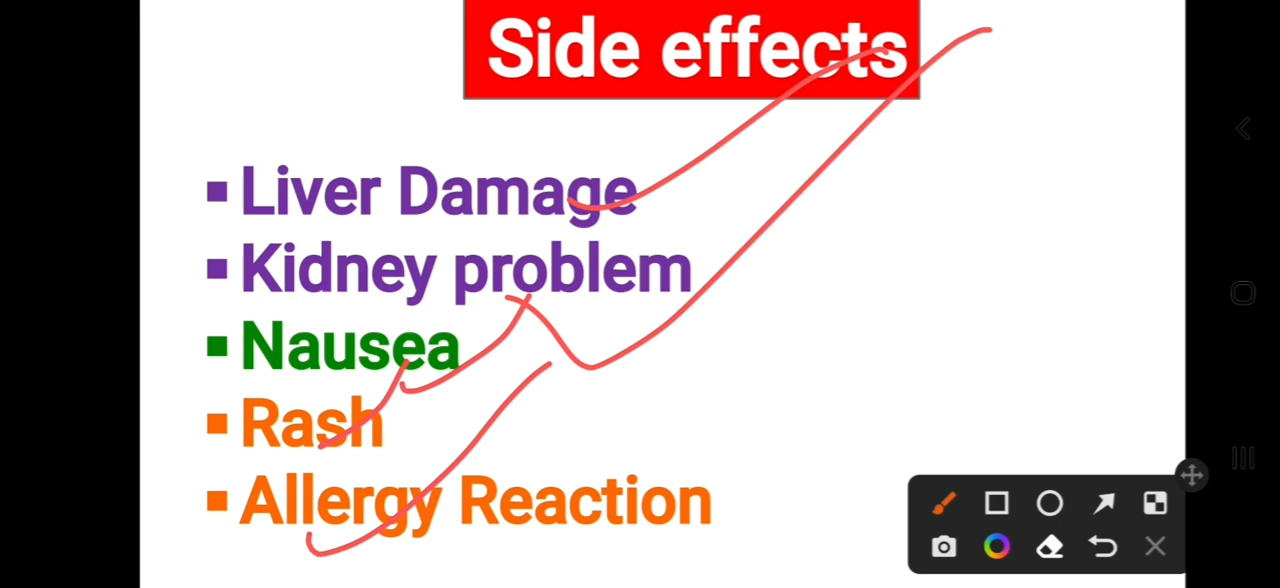 Side effects
▪ Liver Damage
▪ Kidney problem
▪ Nausea
▪ Rash
▪ Allergy Reaction